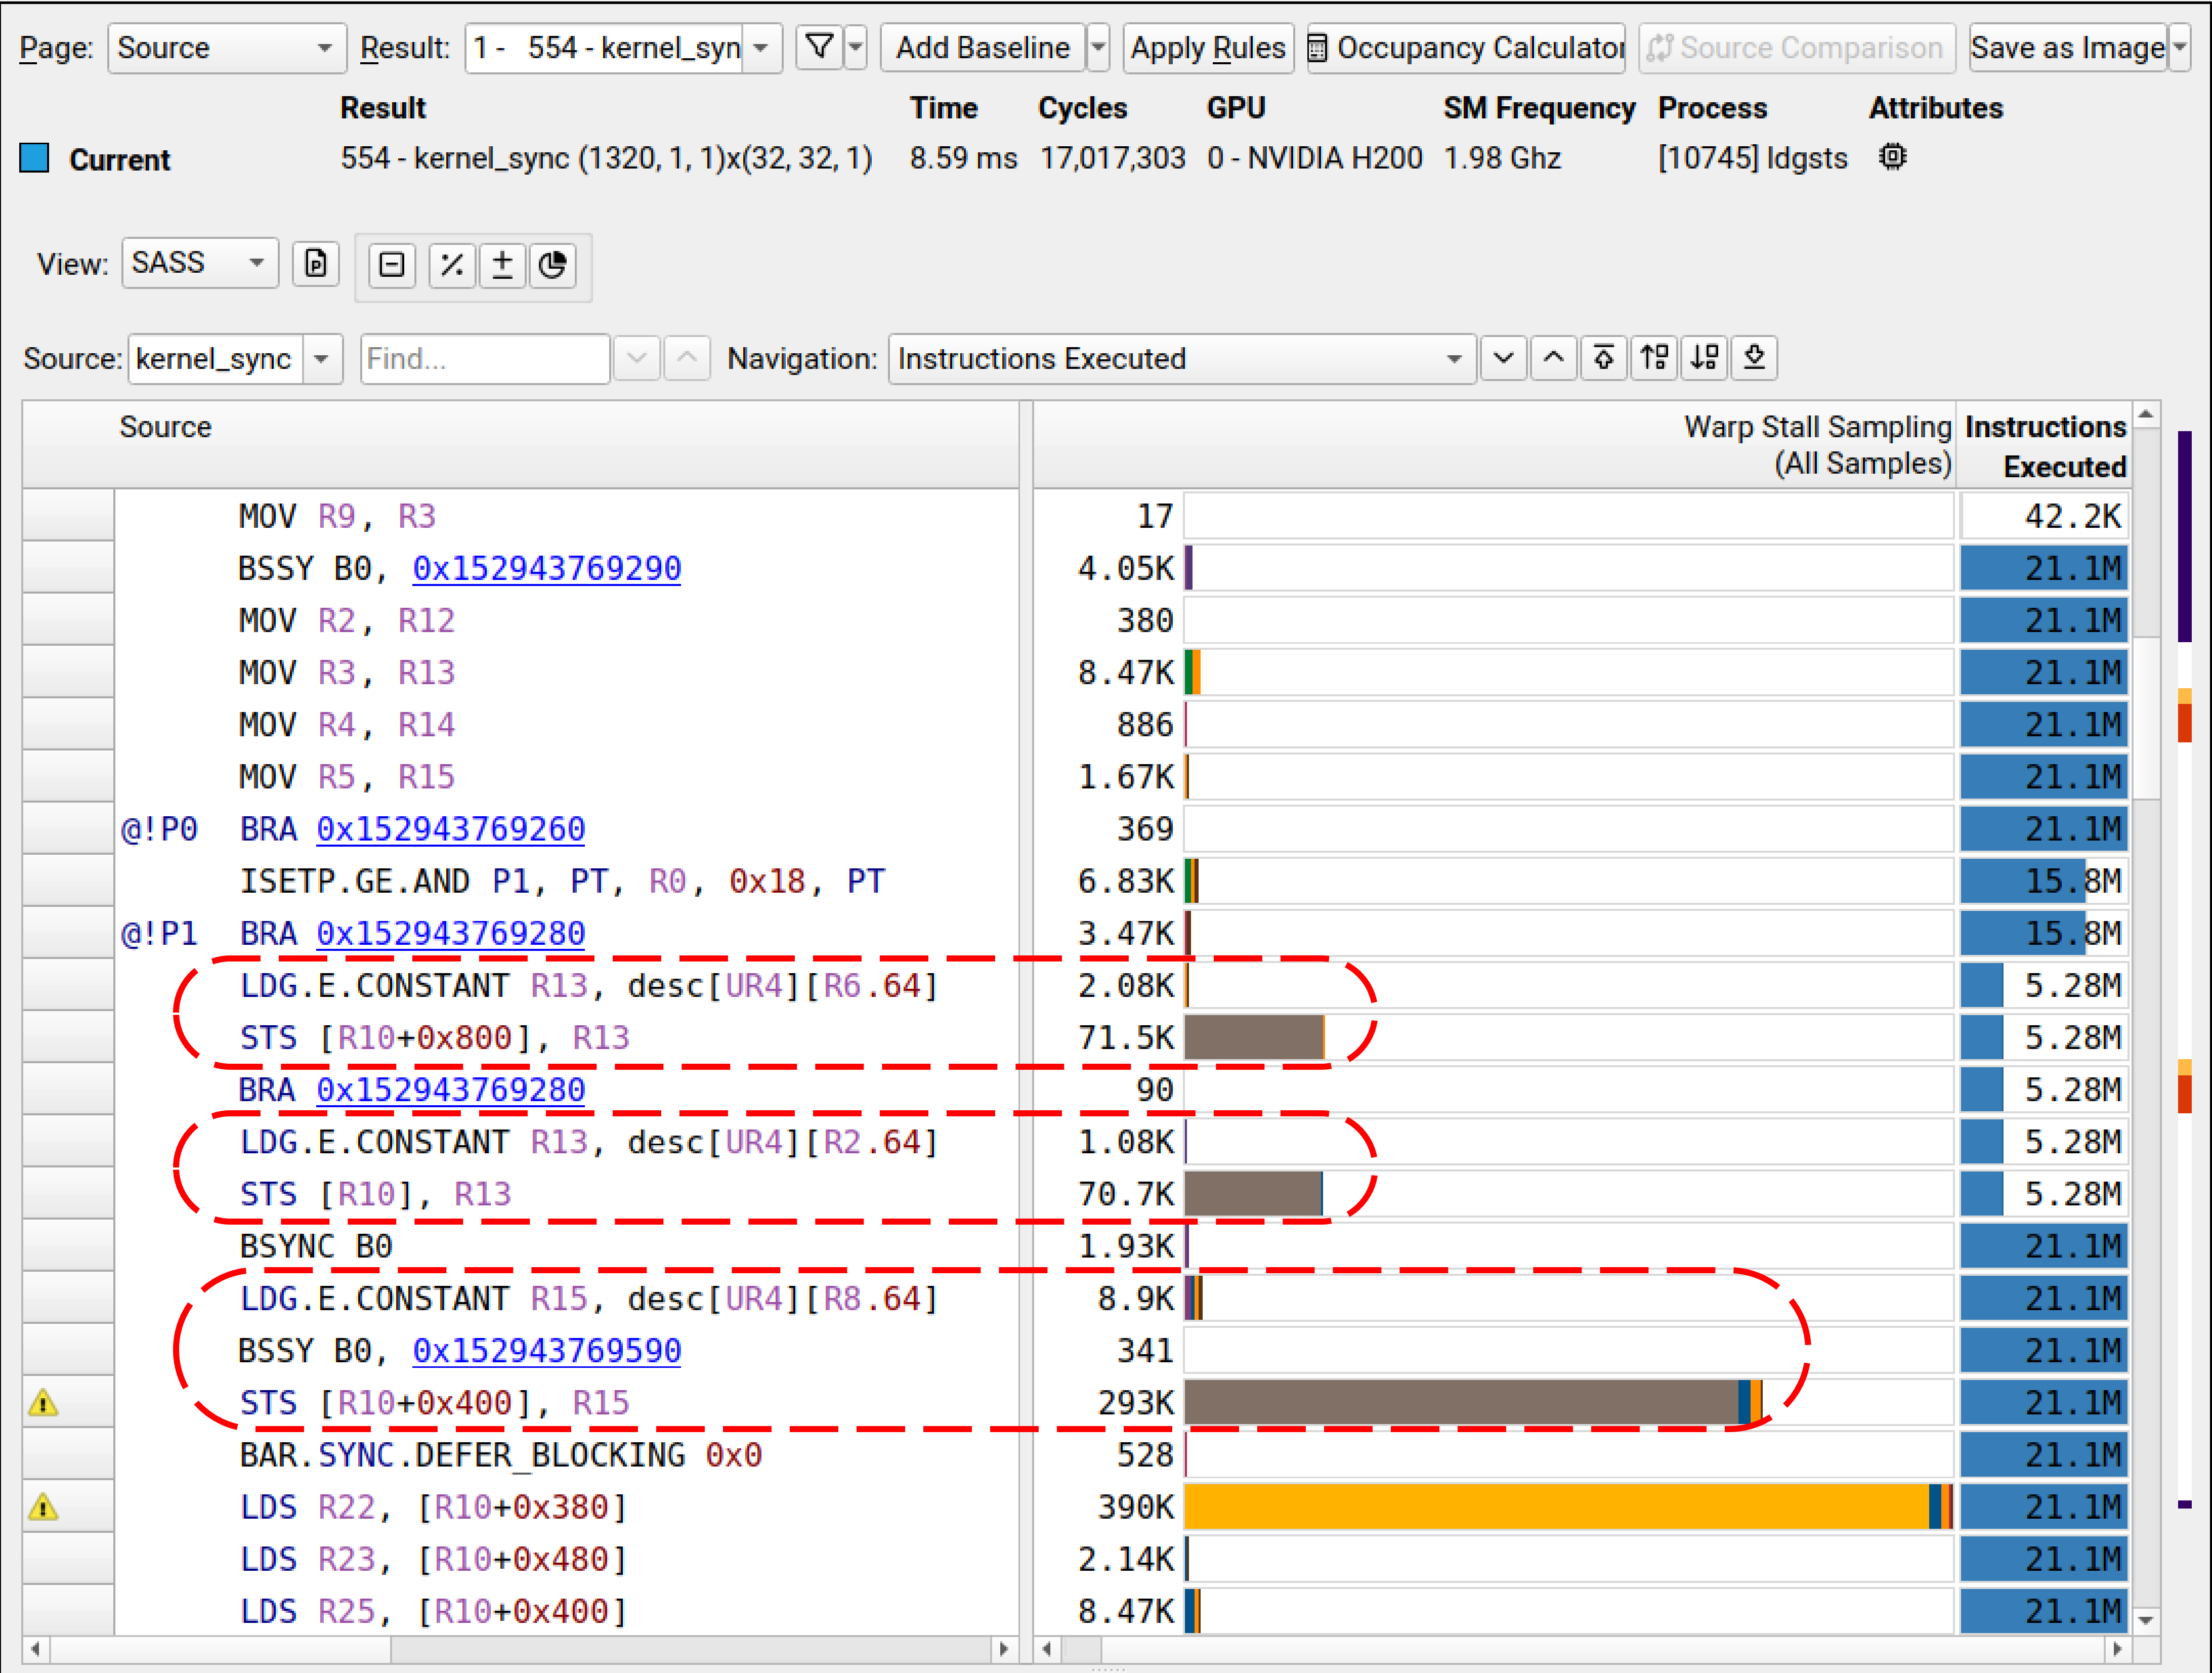 Page: Source Result: 1 - 554 - kernel_syn Add Baseline Apply Rules Occupancy Calculator Source Comparison Save as Image
Result Time Cycles GPU SM Frequency Process Attributes
Current 554 - kernel_sync (1320, 1, 1)x(32, 32, 1) 8.59 ms 17,017,303 0 - NVIDIA H200 1.98 Ghz [10745] ldgsts
View: SASS
Source: kernel_sync Find... Navigation: Instructions Executed
Source Warp Stall Sampling (All Samples) Instructions Executed
MOV R9, R3 17 42.2K
BSSY B0, 0x152943769290 4.05K 21.1M
MOV R2, R12 380 21.1M
MOV R3, R13 8.47K 21.1M
MOV R4, R14 886 21.1M
MOV R5, R15 1.67K 21.1M
@!P0 BRA 0x152943769260 369 21.1M
ISETP.GE.AND P1, PT, R0, 0x18, PT 6.83K 15.8M
@!P1 BRA 0x152943769280 3.47K 15.8M
LDG.E.CONSTANT R13, desc[UR4][R6.64] 2.08K 5.28M
STS [R10+0x800], R13 71.5K 5.28M
BRA 0x152943769280 90 5.28M
LDG.E.CONSTANT R13, desc[UR4][R2.64] 1.08K 5.28M
STS [R10], R13 70.7K 5.28M
BSYNC B0 1.93K 21.1M
LDG.E.CONSTANT R15, desc[UR4][R8.64] 8.9K 21.1M
BSSY B0, 0x152943769590 341 21.1M
STS [R10+0x400], R15 293K 21.1M
BAR.SYNC.DEFER_BLOCKING 0x0 528 21.1M
LDS R22, [R10+0x380] 390K 21.1M
LDS R23, [R10+0x480] 2.14K 21.1M
LDS R25, [R10+0x400] 8.47K 21.1M